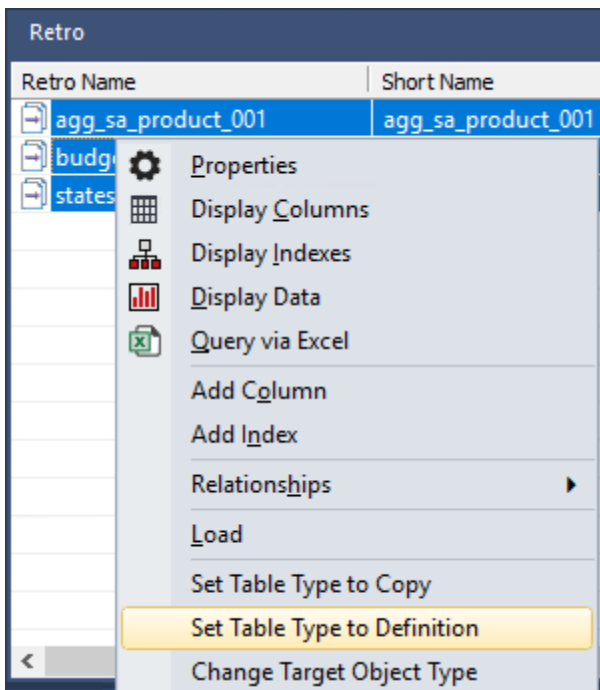 Retro
Retro Name Short Name
agg_sa_product_001 agg_sa_product_001
states
Properties
Display Columns
Display Indexes
Display Data
Query via Excel
Add Column
Add Index
Relationships
Load
Set Table Type to Copy
Set Table Type to Definition
Change Target Object Type